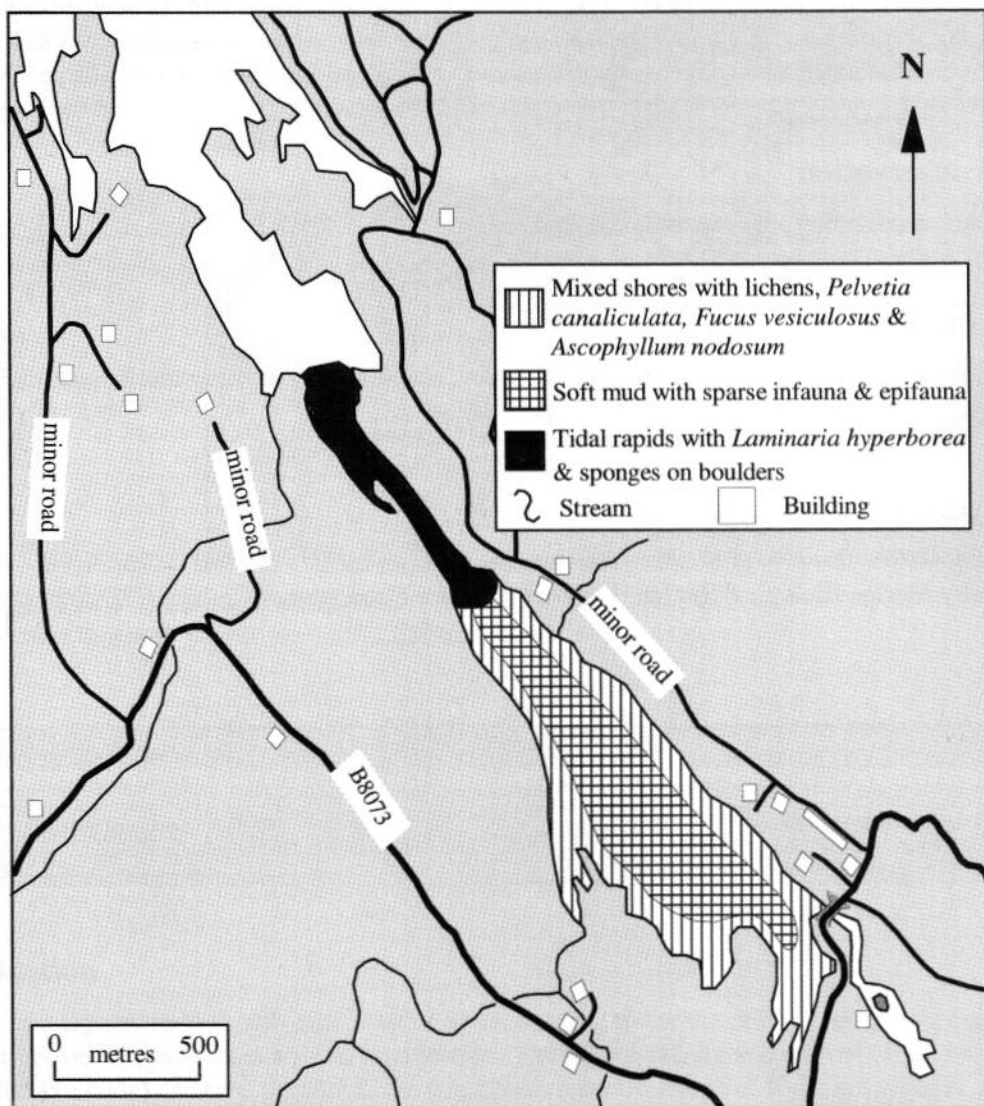 N
Mixed shores with lichens, Pelvetia
canaliculata, Fucus vesiculosus &
Ascophyllum nodosum
Soft mud with sparse infauna & epifauna
Tidal rapids with Laminaria hyperborea
& sponges on boulders
Stream Building
minor road
minor road
minor road
B8073
0 metres 500